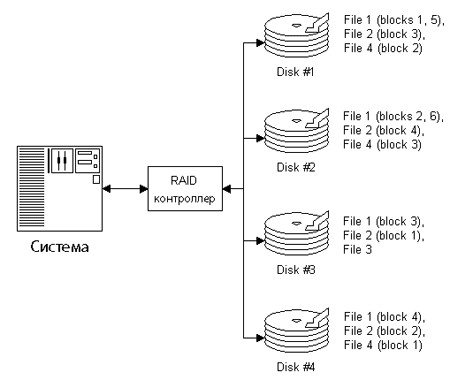 File 1 (blocks 1, 5),
File 2 (block 3),
File 4 (block 2)
Disk #1
File 1 (blocks 2, 6),
File 2 (block 4),
File 4 (block 3)
Disk #2
RAID
контроллер
Система
File 1 (block 3),
File 2 (block 1),
File 3
Disk #3
File 1 (block 4),
File 2 (block 2),
File 4 (block 1)
Disk #4